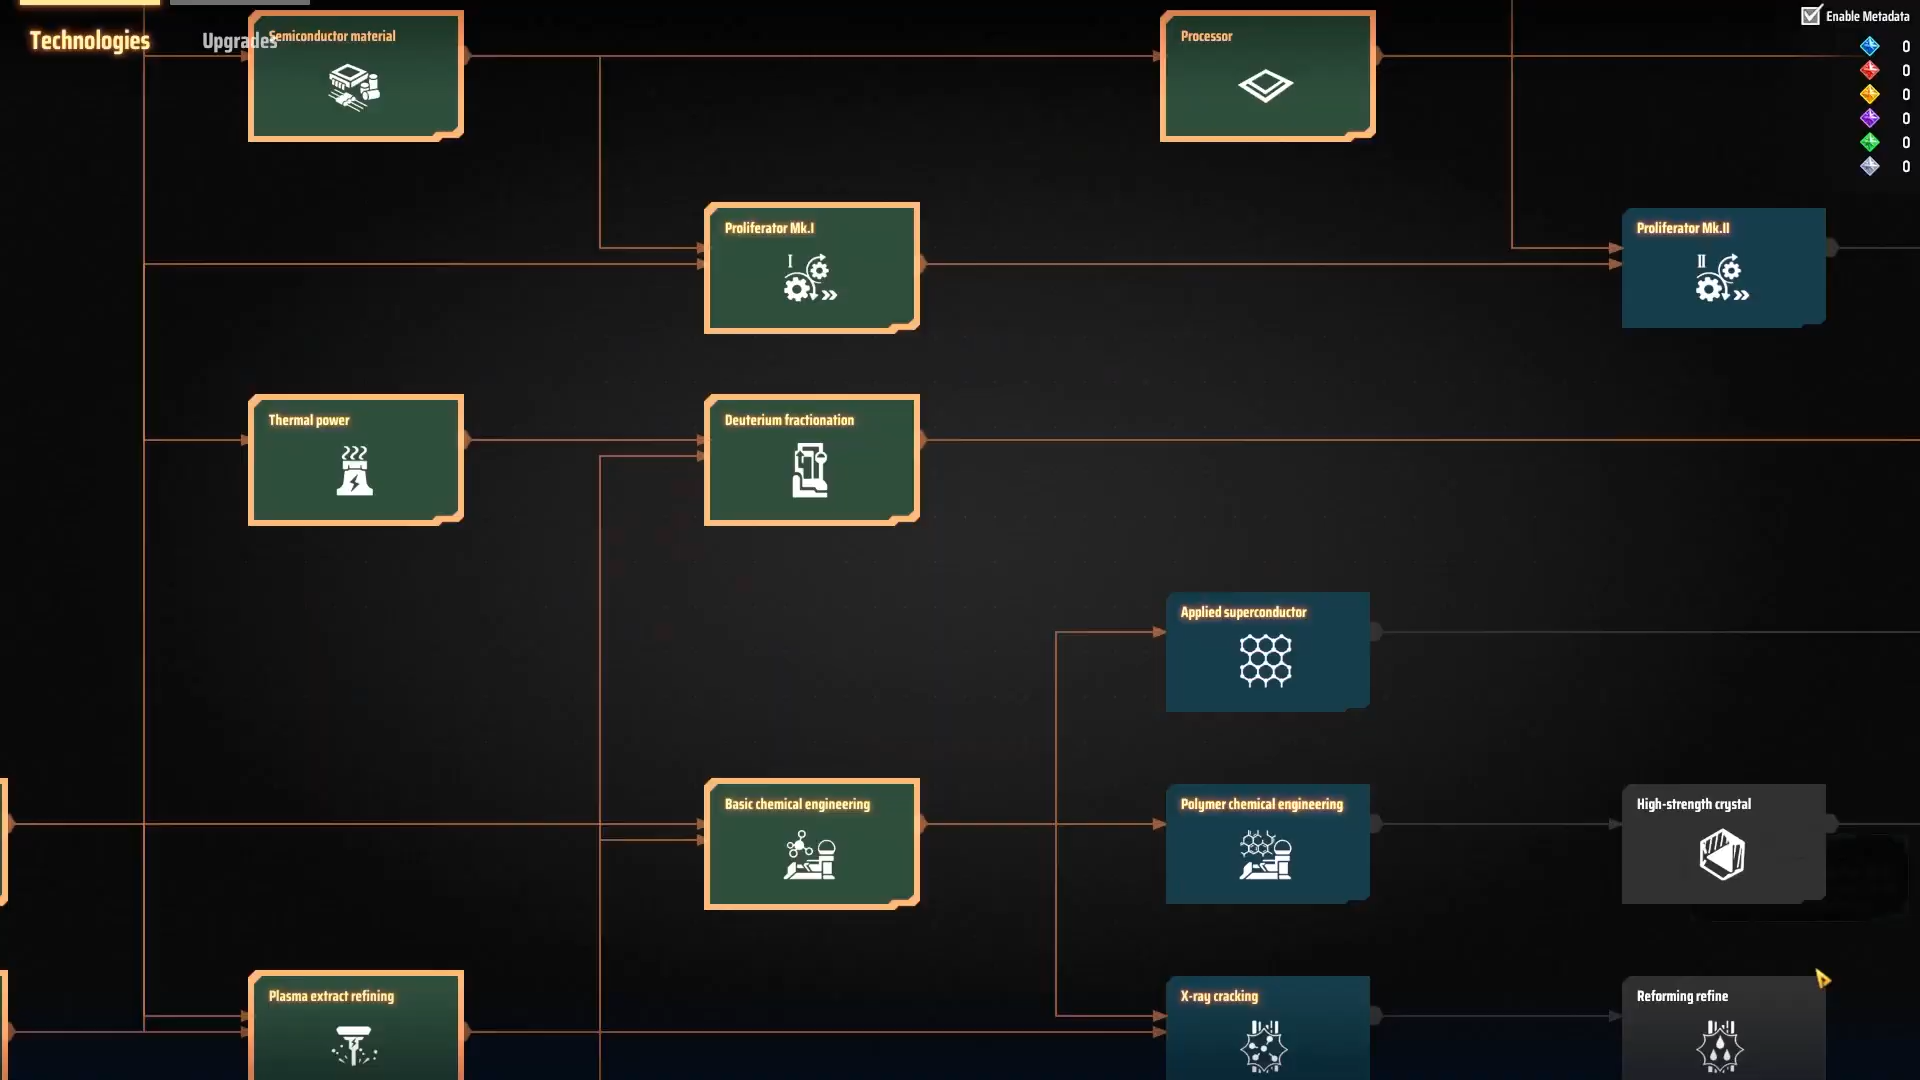 Technologies
Upgrades
Enable Metadata
0
0
0
0
0
0
Semiconductor material
Processor
Proliferator Mk.I
I
Proliferator Mk.II
II
Thermal power
Deuterium fractionation
Applied superconductor
Basic chemical engineering
Polymer chemical engineering
High-strength crystal
Plasma extract refining
X-ray cracking
Reforming refine